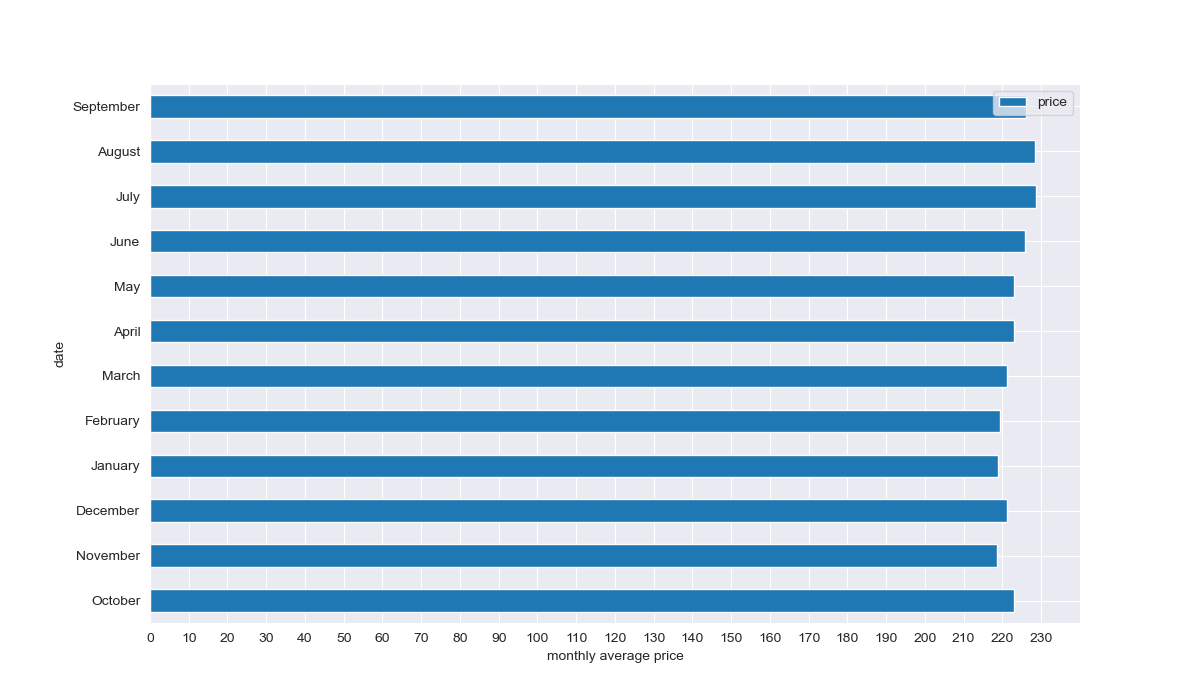 price
September
August
July
June
May
April
March
February
January
December
November
October
date
0 10 20 30 40 50 60 70 80 90 100 110 120 130 140 150 160 170 180 190 200 210 220 230
monthly average price